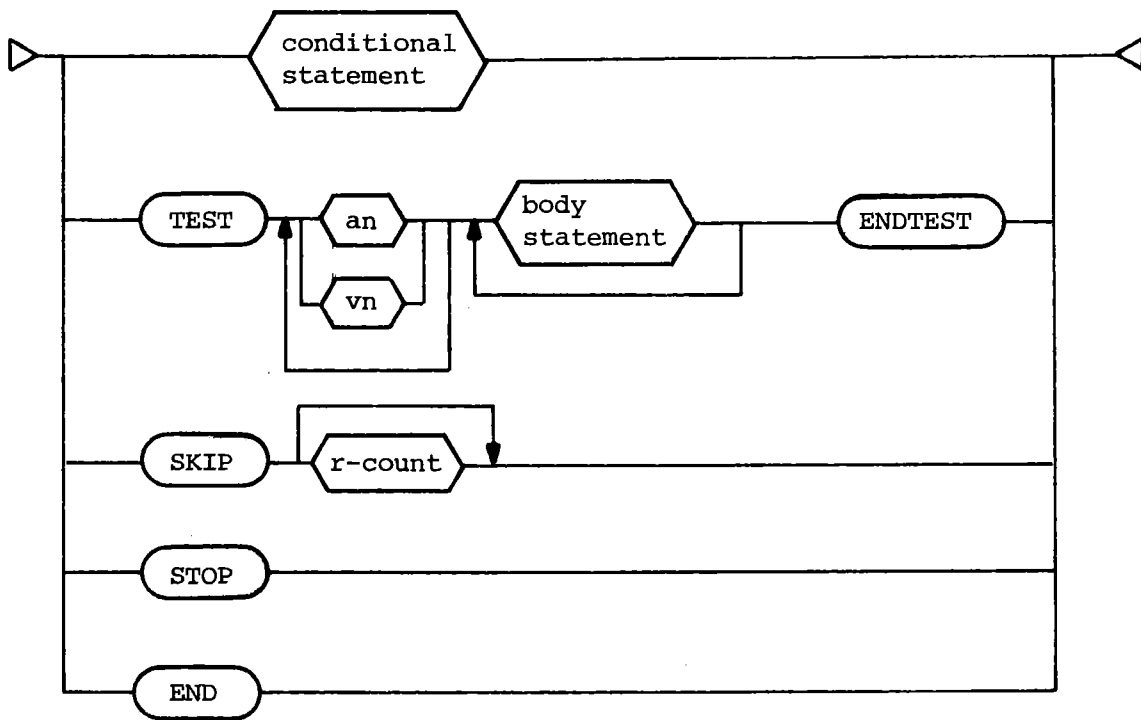 conditional
statement
TEST
an
vn
body
statement
ENDTEST
SKIP
r-count
STOP
END